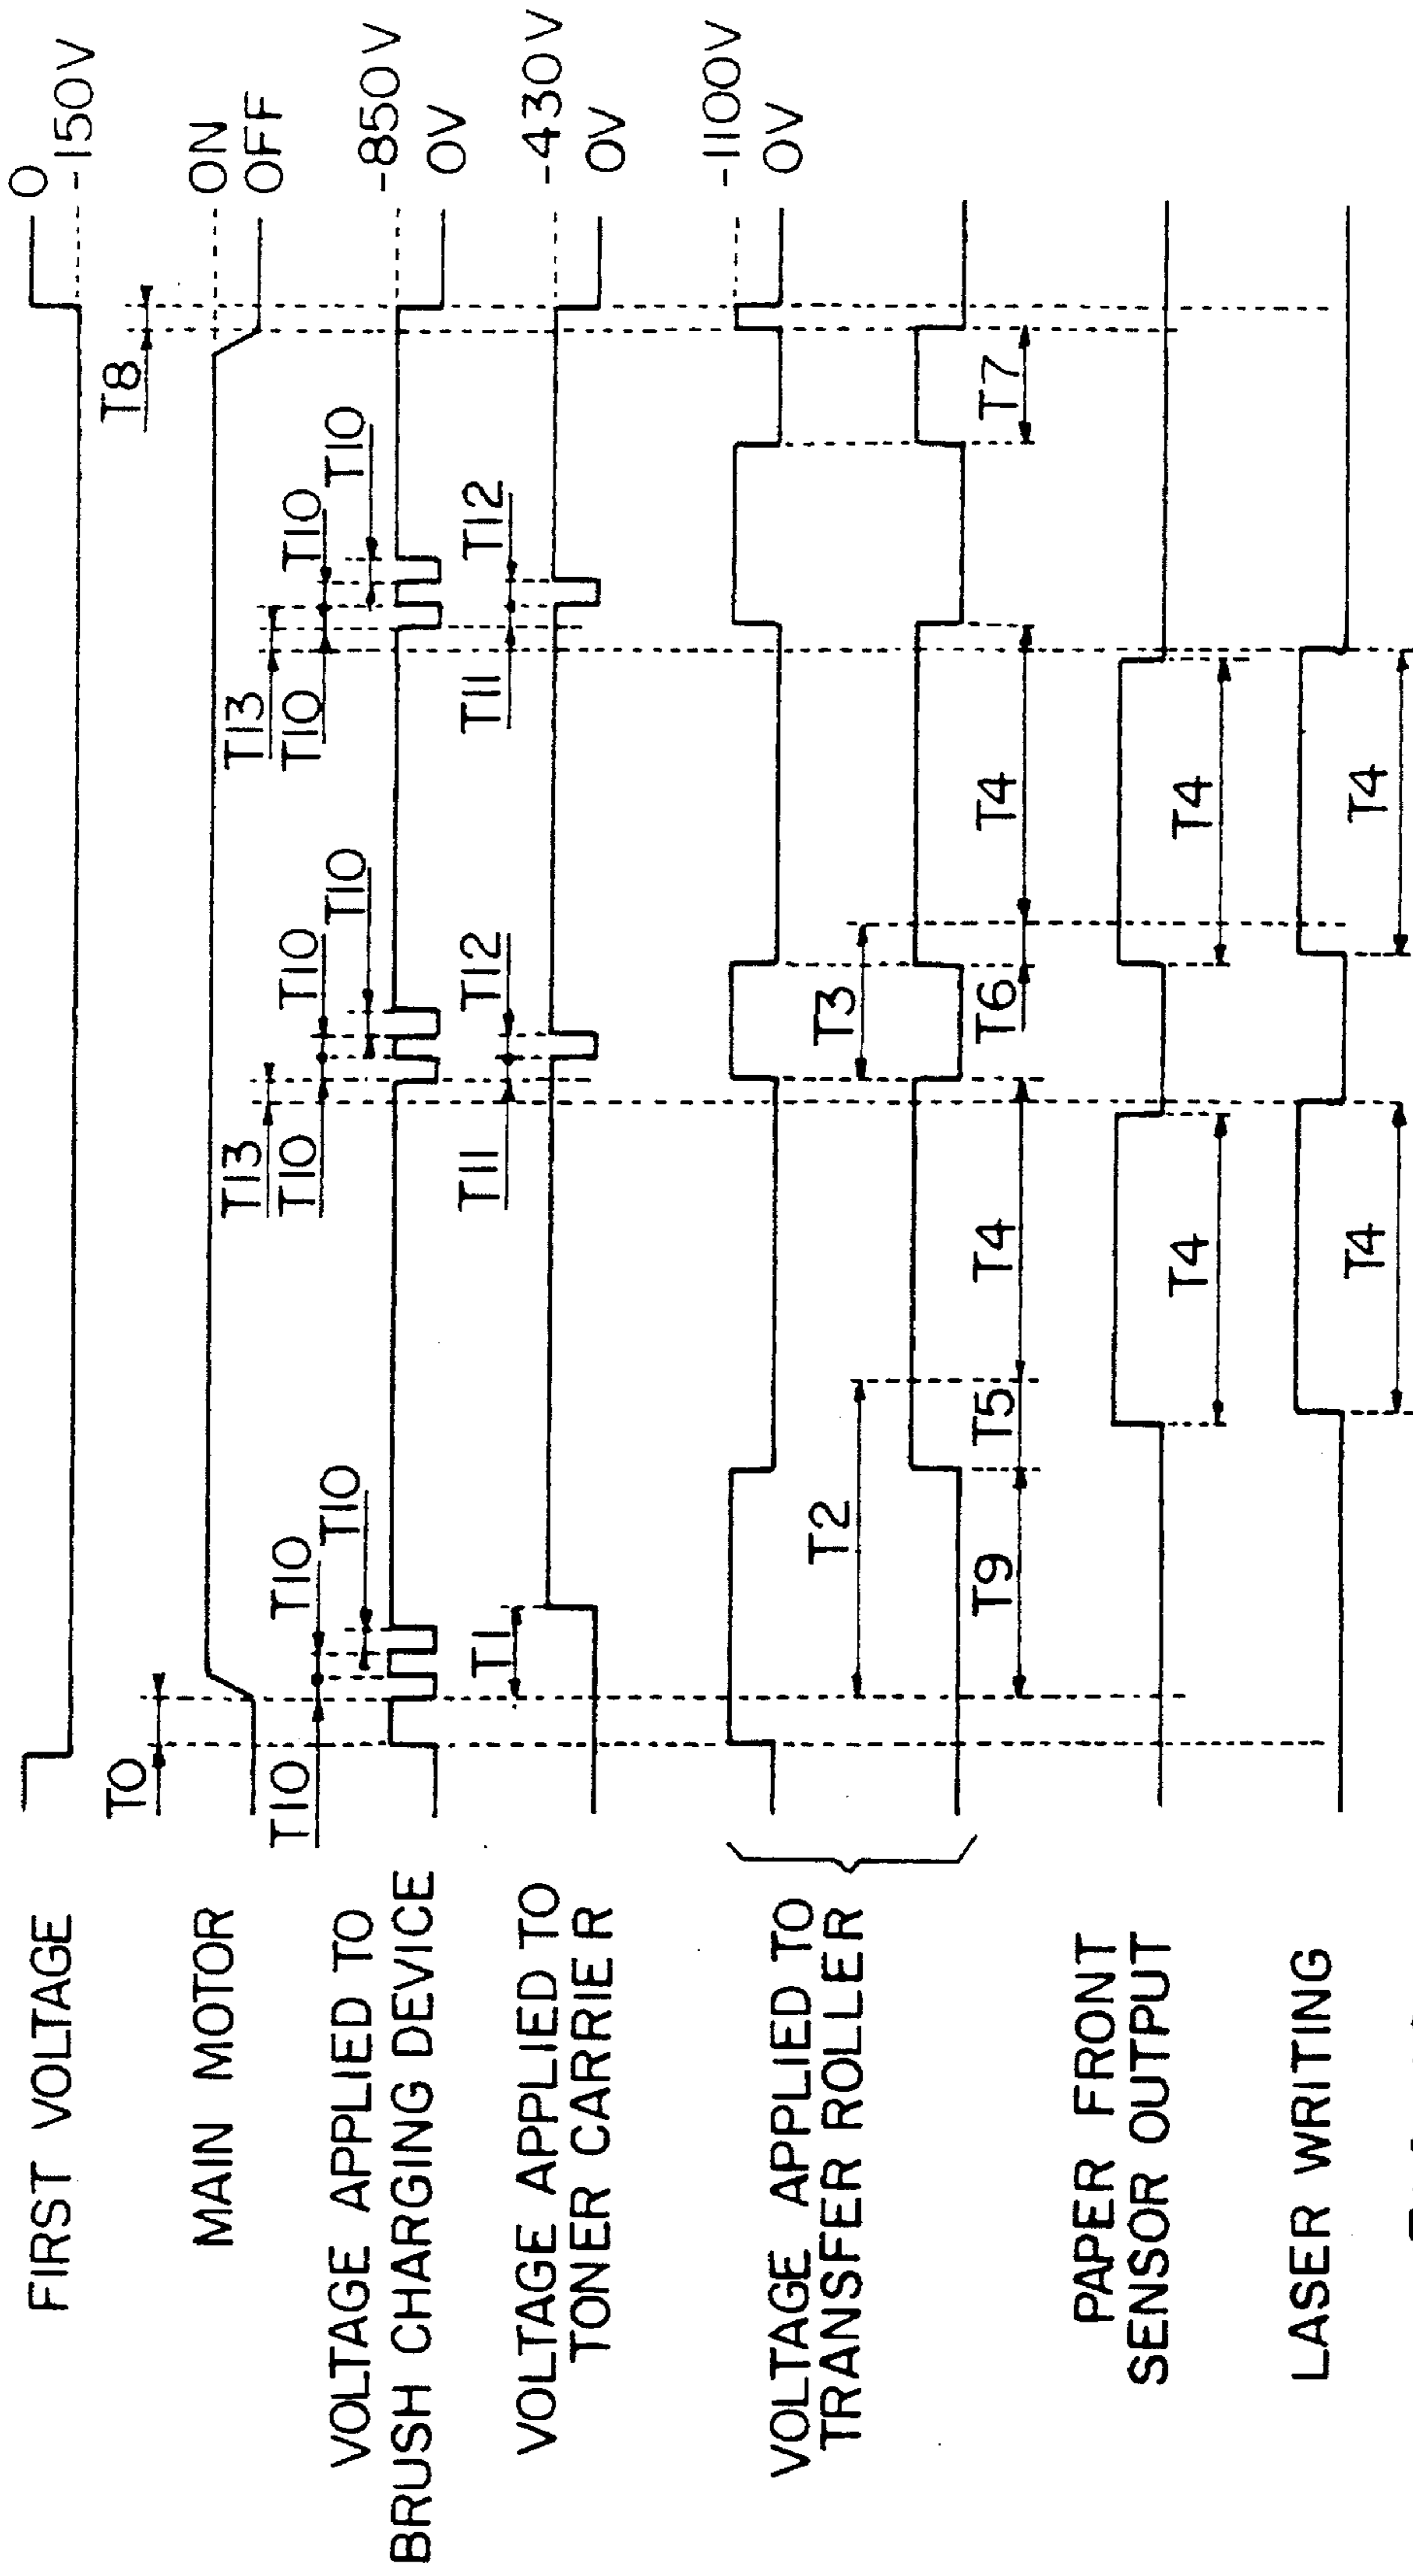 FIRST VOLTAGE
0
-150V
T0
T8
MAIN MOTOR
ON
OFF
T13
T13
T10
T10
T10
T10
T10
T10
T10
T10
T10
VOLTAGE APPLIED TO
BRUSH CHARGING DEVICE
-850V
0V
T1
T11
T12
T11
T12
VOLTAGE APPLIED TO
TONER CARRIER
-430V
0V
-1100V
0V
VOLTAGE APPLIED TO
TRANSFER ROLLER
T2
T3
T9
T5
T4
T6
T4
T7
PAPER FRONT
SENSOR OUTPUT
T4
T4
LASER WRITING
T4
T4